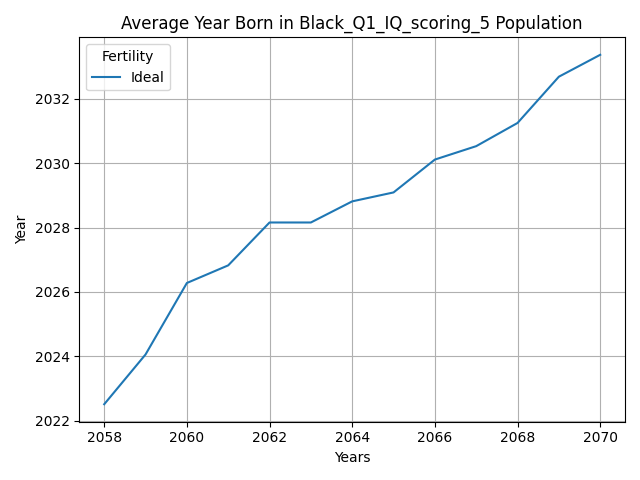 Average Year Born in Black_Q1_IQ_scoring_5 Population
Fertility
Ideal
Year
2032
2030
2028
2026
2024
2022
2058 2060 2062 2064 2066 2068 2070
Years